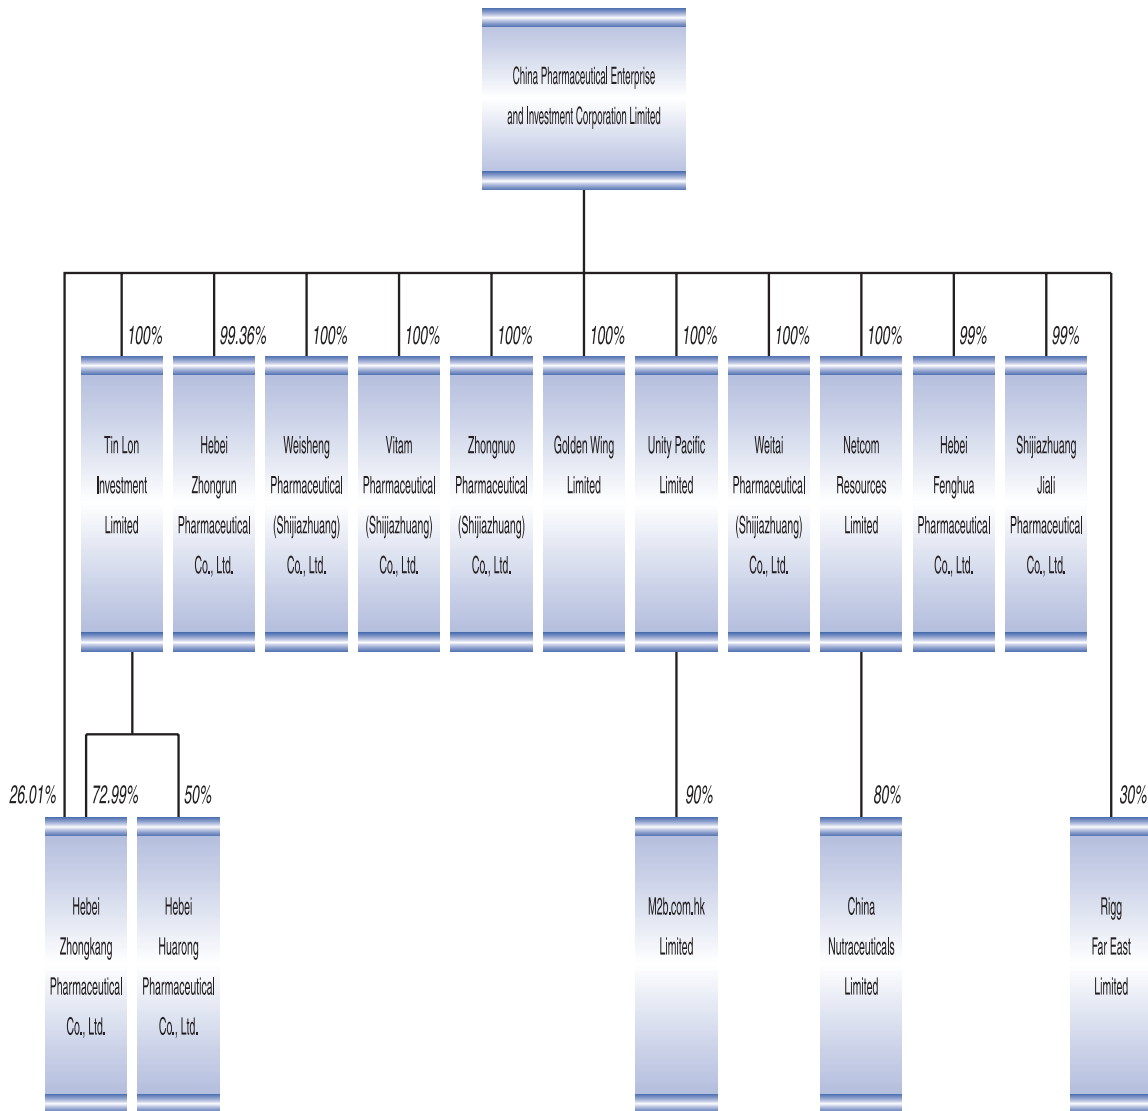 China Pharmaceutical Enterprise
and Investment Corporation Limited
100%
99.36%
100%
100%
100%
100%
100%
100%
100%
99%
99%
Tin Lon
Investment
Limited
Hebei
Zhongrun
Pharmaceutical
Co., Ltd.
Weisheng
Pharmaceutical
(Shijiazhuang)
Co., Ltd.
Vitam
Pharmaceutical
(Shijiazhuang)
Co., Ltd.
Zhongnuo
Pharmaceutical
(Shijiazhuang)
Co., Ltd.
Golden Wing
Limited
Unity Pacific
Limited
Weitai
Pharmaceutical
(Shijiazhuang)
Co., Ltd.
Netcom
Resources
Limited
Hebei
Fenghua
Pharmaceutical
Co., Ltd.
Shijiazhuang
Jiali
Pharmaceutical
Co., Ltd.
26.01%
72.99%
50%
90%
80%
30%
Hebei
Zhongkang
Pharmaceutical
Co., Ltd.
Hebei
Huarong
Pharmaceutical
Co., Ltd.
M2b.com.hk
Limited
China
Nutraceuticals
Limited
Rigg
Far East
Limited